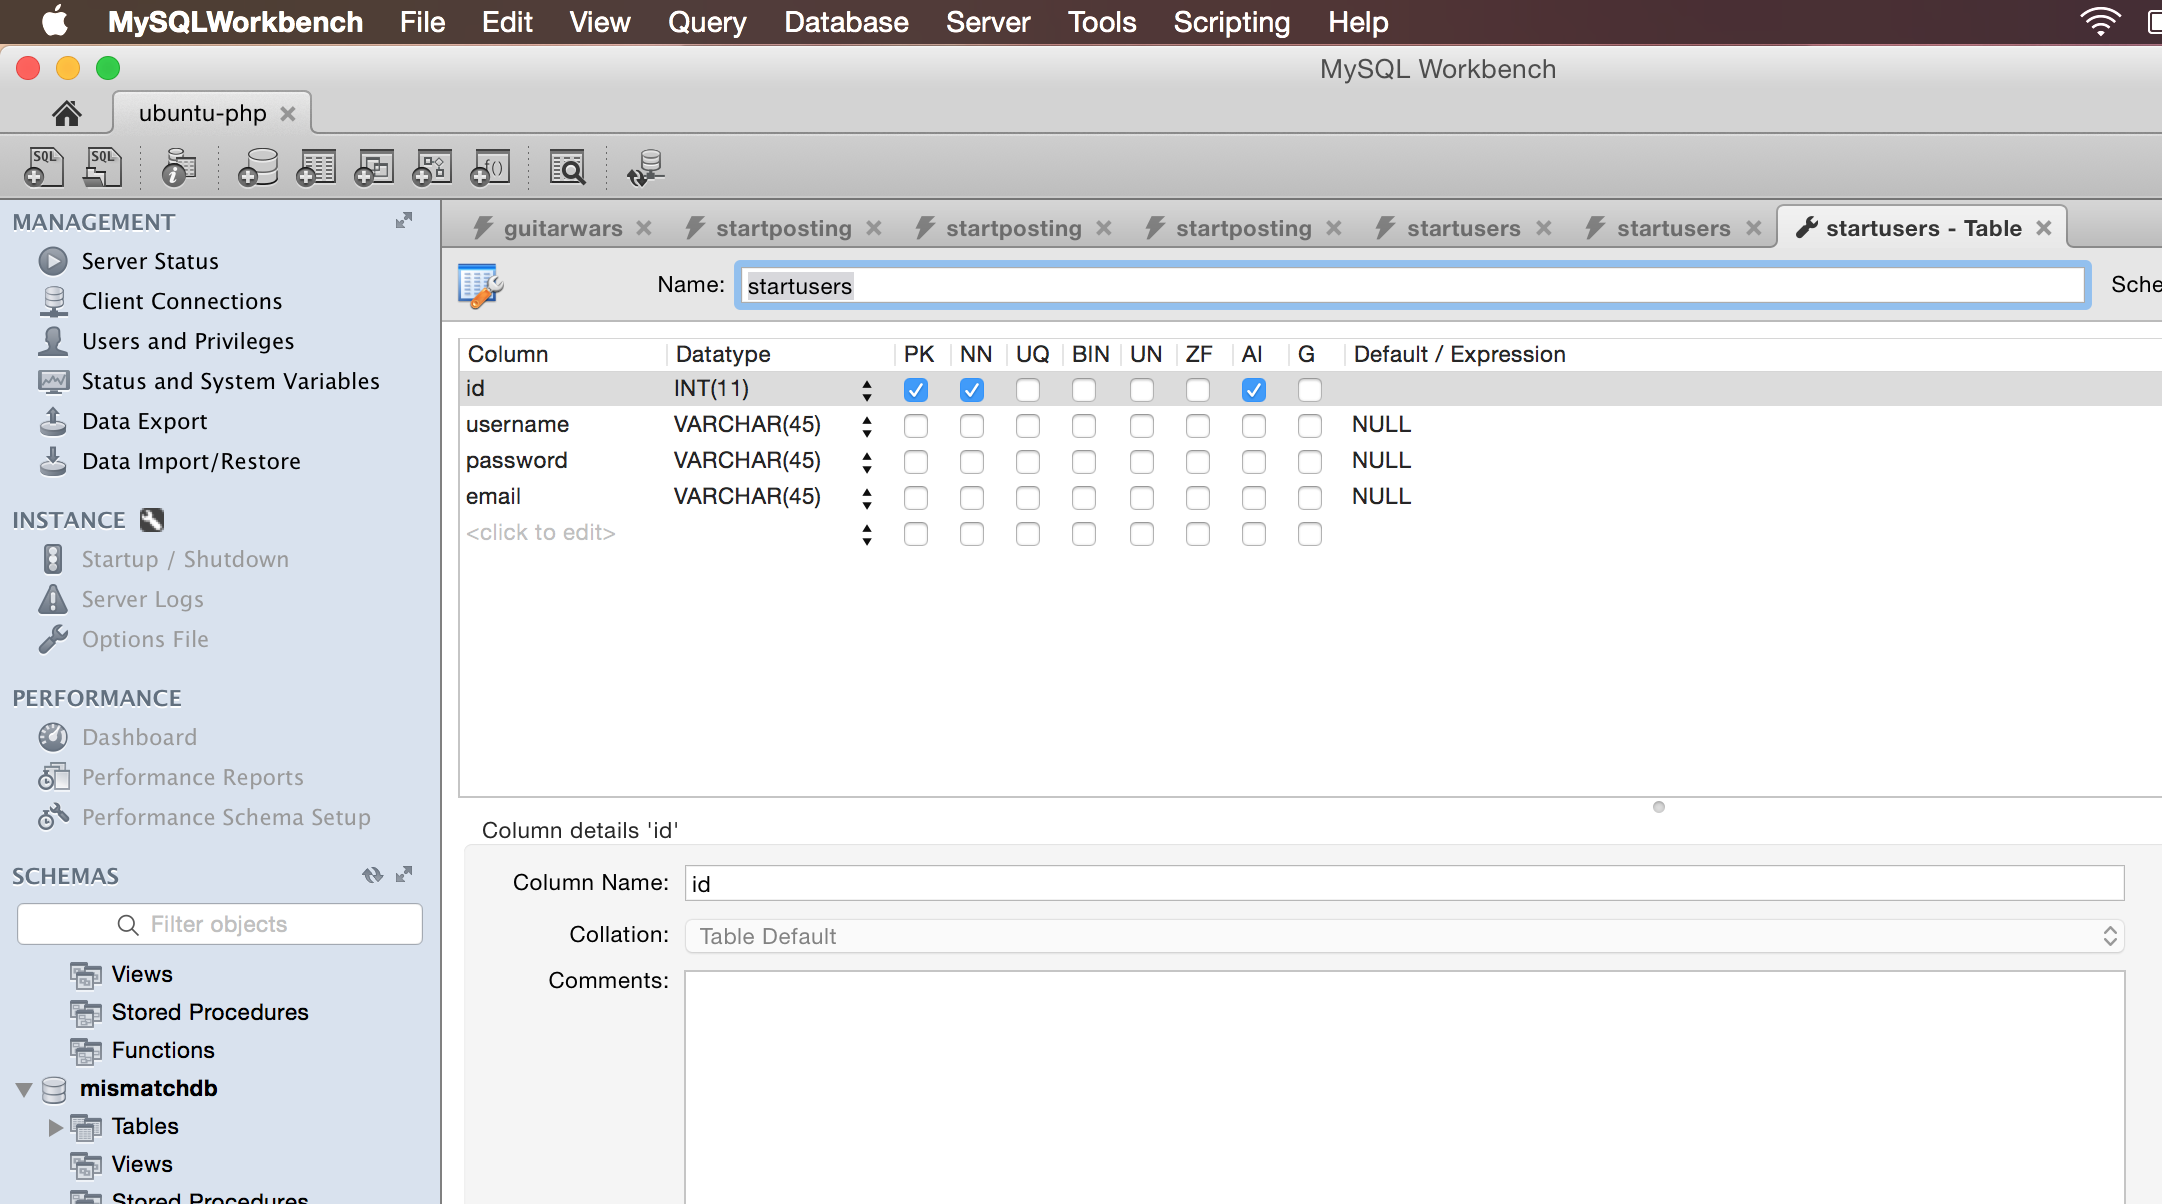 MySQLWorkbench File Edit View Query Database Server Tools Scripting Help
MySQL Workbench
ubuntu-php
SQL SQL i f()
MANAGEMENT
Server Status
Client Connections
Users and Privileges
Status and System Variables
Data Export
Data Import/Restore
INSTANCE
Startup / Shutdown
Server Logs
Options File
PERFORMANCE
Dashboard
Performance Reports
Performance Schema Setup
SCHEMAS
Filter objects
Views
Stored Procedures
Functions
mismatchdb
Tables
Views
Stored Procedures
guitarwars startposting startposting startposting startusers startusers startusers - Table
Name: startusers Sche
Column Datatype PK NN UQ BIN UN ZF AI G Default / Expression
id INT(11)
username VARCHAR(45) NULL
password VARCHAR(45) NULL
email VARCHAR(45) NULL
<click to edit>
Column details 'id'
Column Name: id
Collation: Table Default
Comments: